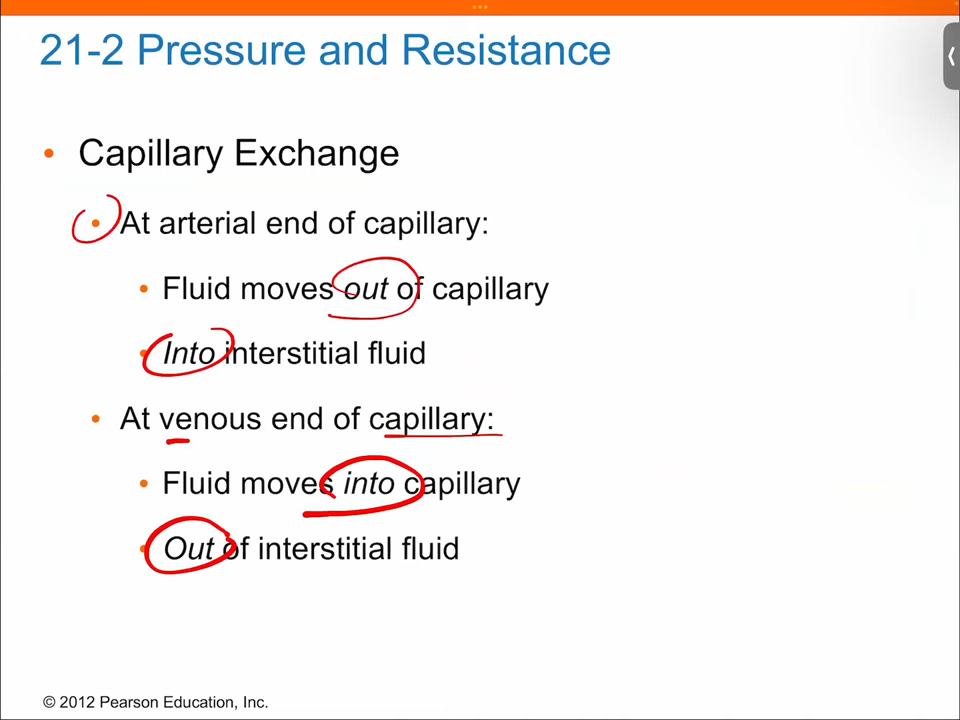 21-2 Pressure and Resistance
• Capillary Exchange
• At arterial end of capillary:
• Fluid moves out of capillary
• Into interstitial fluid
• At venous end of capillary:
• Fluid moves into capillary
• Out of interstitial fluid
© 2012 Pearson Education, Inc.